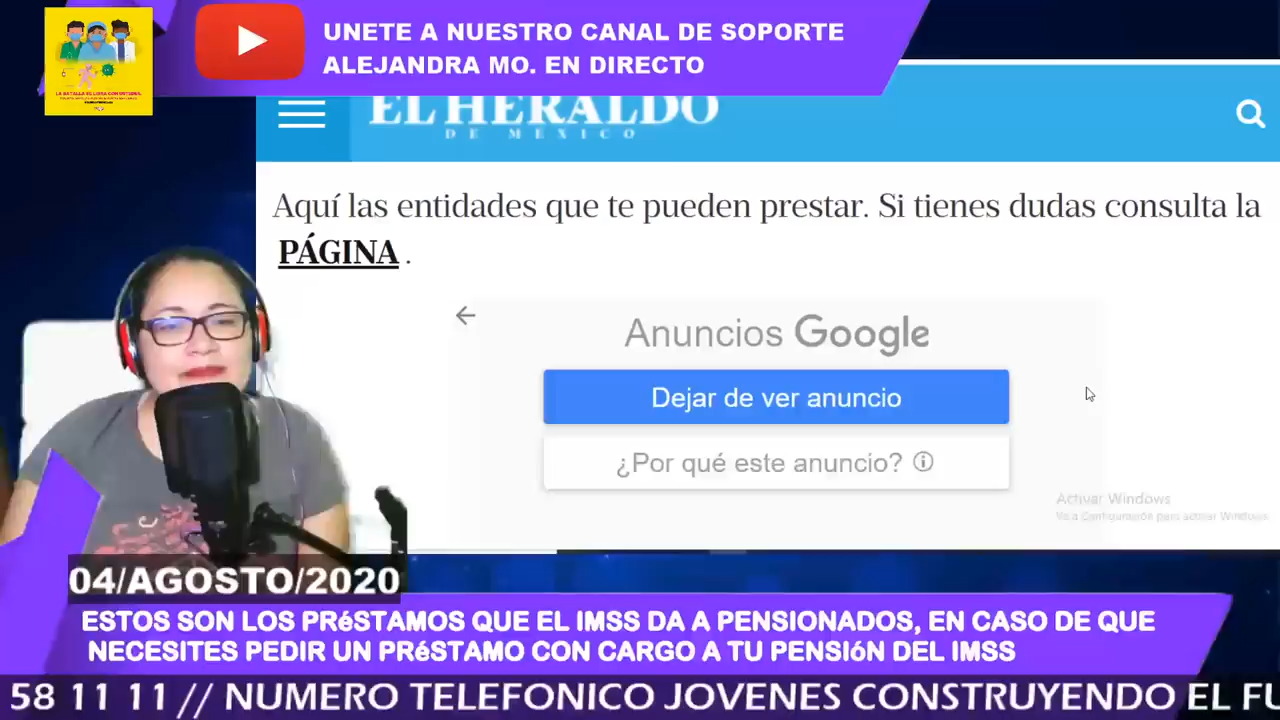 UNETE A NUESTRO CANAL DE SOPORTE
ALEJANDRA MO. EN DIRECTO
EL HERALDO
DE MEXICO
Aquí las entidades que te pueden prestar. Si tienes dudas consulta la
PÁGINA .
Anuncios Google
Dejar de ver anuncio
¿Por qué este anuncio?
Activar Windows
Ve a Configuración para activar Windows.
04/AGOSTO/2020
ESTOS SON LOS PRéSTAMOS QUE EL IMSS DA A PENSIONADOS, EN CASO DE QUE
NECESITES PEDIR UN PRéSTAMO CON CARGO A TU PENSIóN DEL IMSS
58 11 11 // NUMERO TELEFONICO JOVENES CONSTRUYENDO EL FU